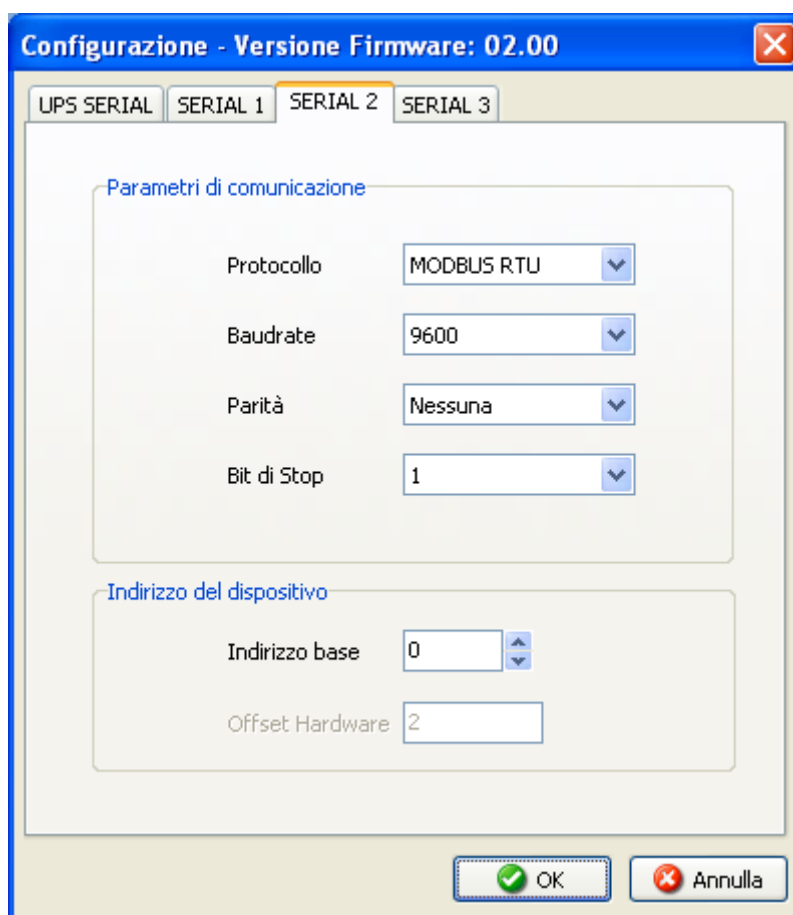 Configurazione - Versione Firmware: 02.00
UPS SERIAL SERIAL 1 SERIAL 2 SERIAL 3
Parametri di comunicazione
Protocollo MODBUS RTU
Baudrate 9600
Parità Nessuna
Bit di Stop 1
Indirizzo del dispositivo
Indirizzo base 0
Offset Hardware 2
OK Annulla